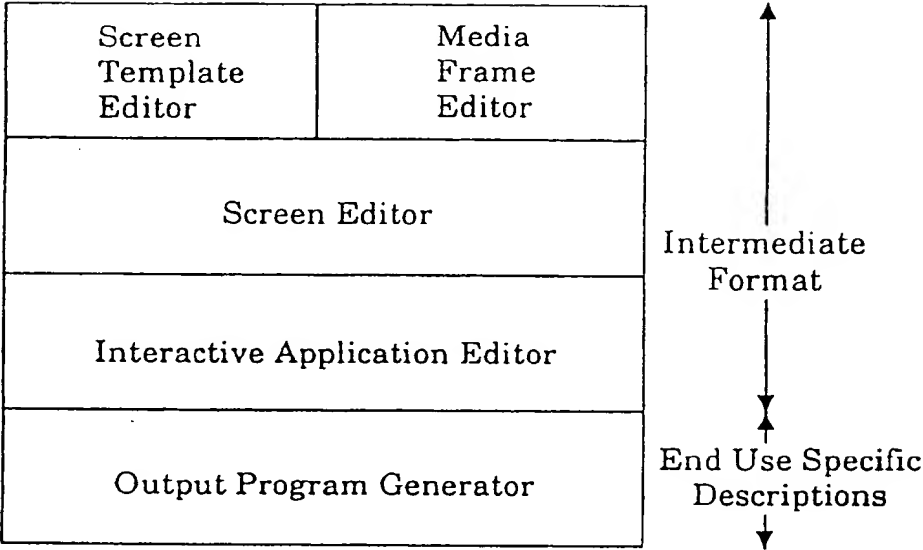 Screen
Template
Editor
Media
Frame
Editor
Screen Editor
Intermediate
Format
Interactive Application Editor
Output Program Generator
End Use Specific
Descriptions